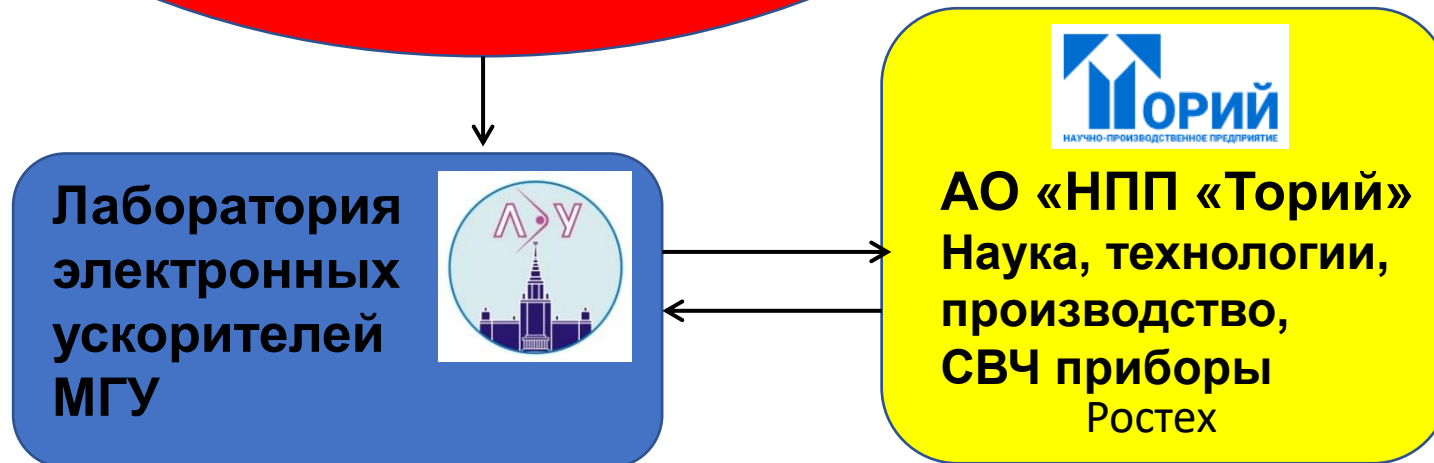 Лаборатория
электронных
ускорителей
МГУ
ЛЭУ
ТОРИЙ
НАУЧНО-ПРОИЗВОДСТВЕННОЕ ПРЕДПРИЯТИЕ
АО «НПП «Торий»
Наука, технологии,
производство,
СВЧ приборы
Ростех